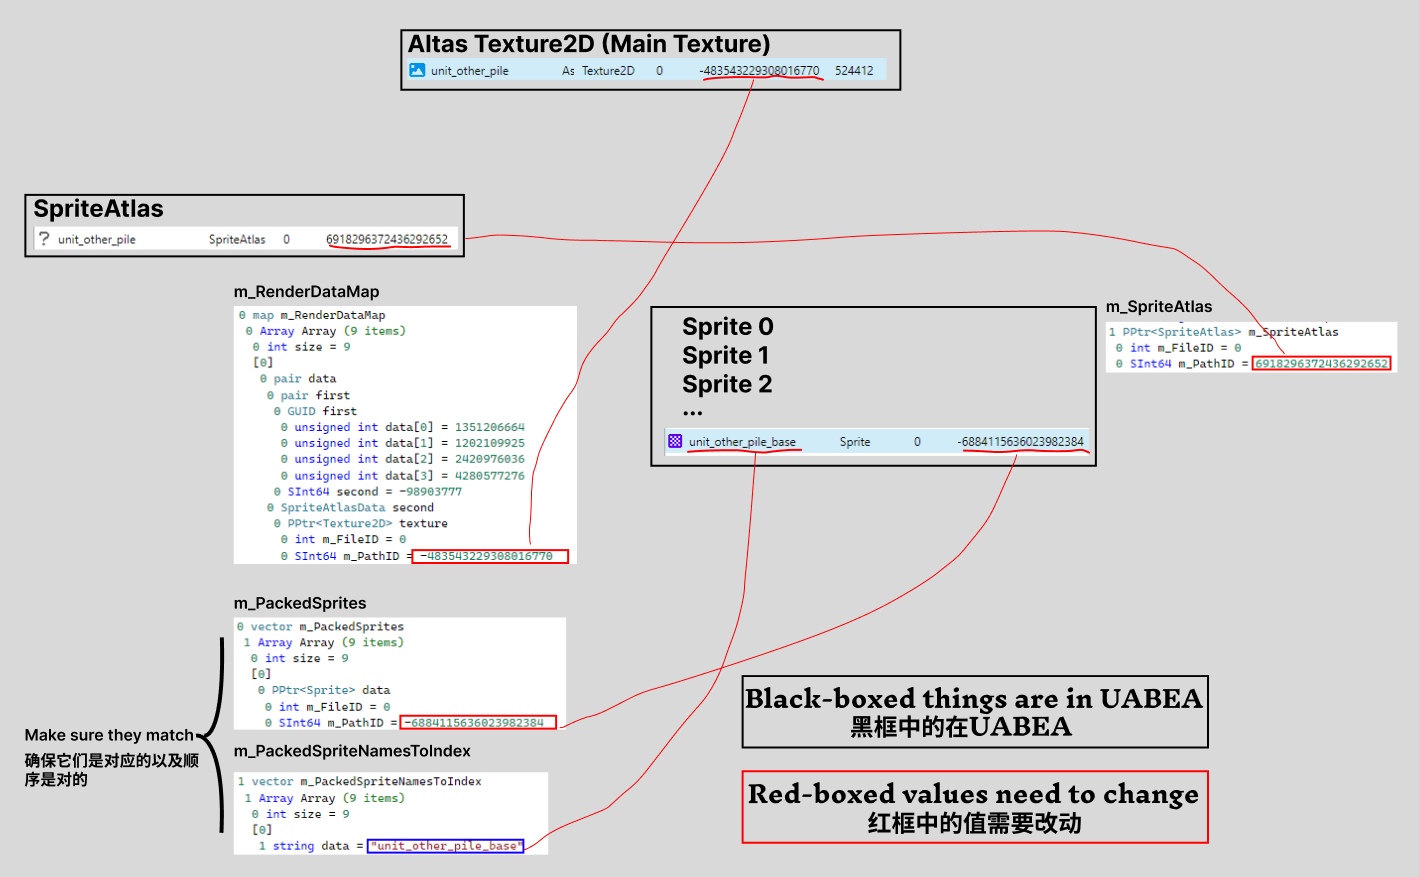 Altas Texture2D (Main Texture)
unit_other_pile As Texture2D 0 -483543229308016770 524412
SpriteAtlas
? unit_other_pile SpriteAtlas 0 6918296372436292652
m_RenderDataMap
0 map m_RenderDataMap
0 Array Array (9 items)
0 int size = 9
[0]
0 pair data
0 pair first
0 GUID first
0 unsigned int data[0] = 1351206664
0 unsigned int data[1] = 1202109925
0 unsigned int data[2] = 2420976036
0 unsigned int data[3] = 4280577276
0 SInt64 second = -98903777
0 SpriteAtlasData second
0 PPtr<Texture2D> texture
0 int m_FileID = 0
0 SInt64 m_PathID = -483543229308016770
Sprite 0
Sprite 1
Sprite 2
...
unit_other_pile_base Sprite 0 -6884115636023982384
m_SpriteAtlas
1 PPtr<SpriteAtlas> m_SpriteAtlas
0 int m_FileID = 0
0 SInt64 m_PathID = 6918296372436292652
m_PackedSprites
0 vector m_PackedSprites
1 Array Array (9 items)
0 int size = 9
[0]
0 PPtr<Sprite> data
0 int m_FileID = 0
0 SInt64 m_PathID = -6884115636023982384
Make sure they match
确保它们是对应的以及顺
序是对的
m_PackedSpriteNamesToIndex
1 vector m_PackedSpriteNamesToIndex
1 Array Array (9 items)
0 int size = 9
[0]
1 string data = "unit_other_pile_base"
Black-boxed things are in UABEA
黑框中的在UABEA
Red-boxed values need to change
红框中的值需要改动